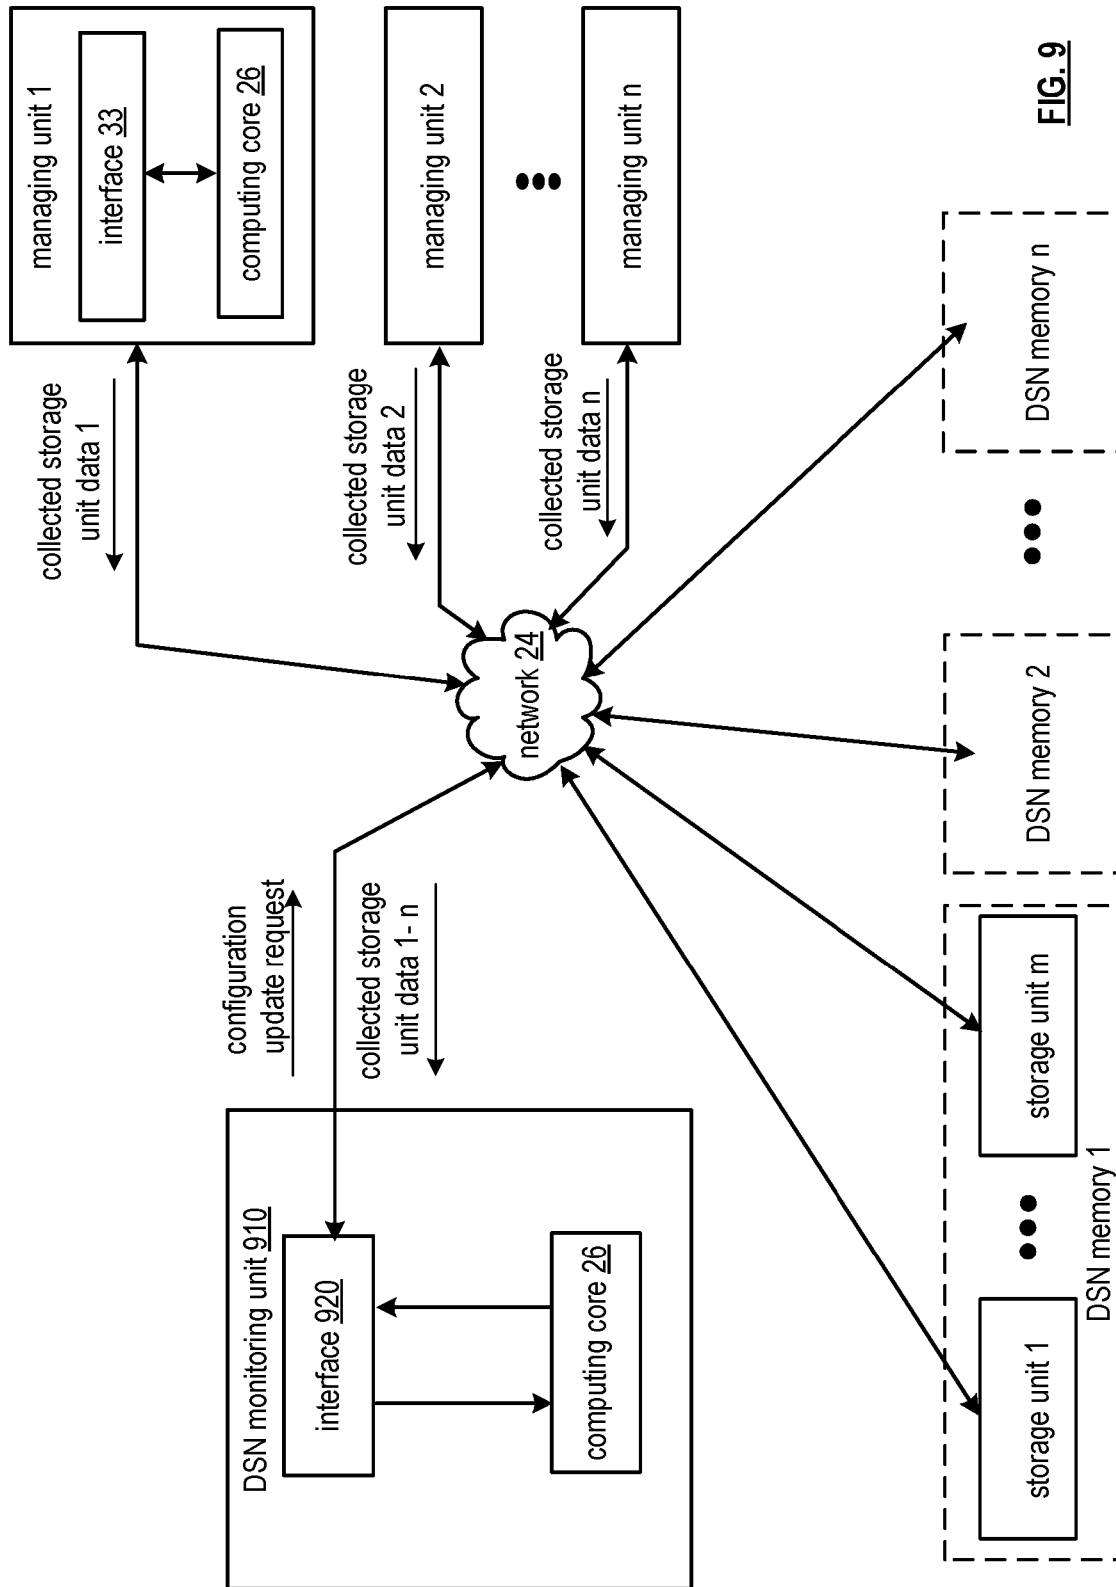 DSN monitoring unit 910
interface 920
computing core 26
configuration
update request
collected storage
unit data 1- n
network 24
collected storage
unit data 1
collected storage
unit data 2
collected storage
unit data n
managing unit 1
interface 33
computing core 26
managing unit 2
managing unit n
storage unit 1
storage unit m
DSN memory 1
DSN memory 2
DSN memory n
FIG. 9